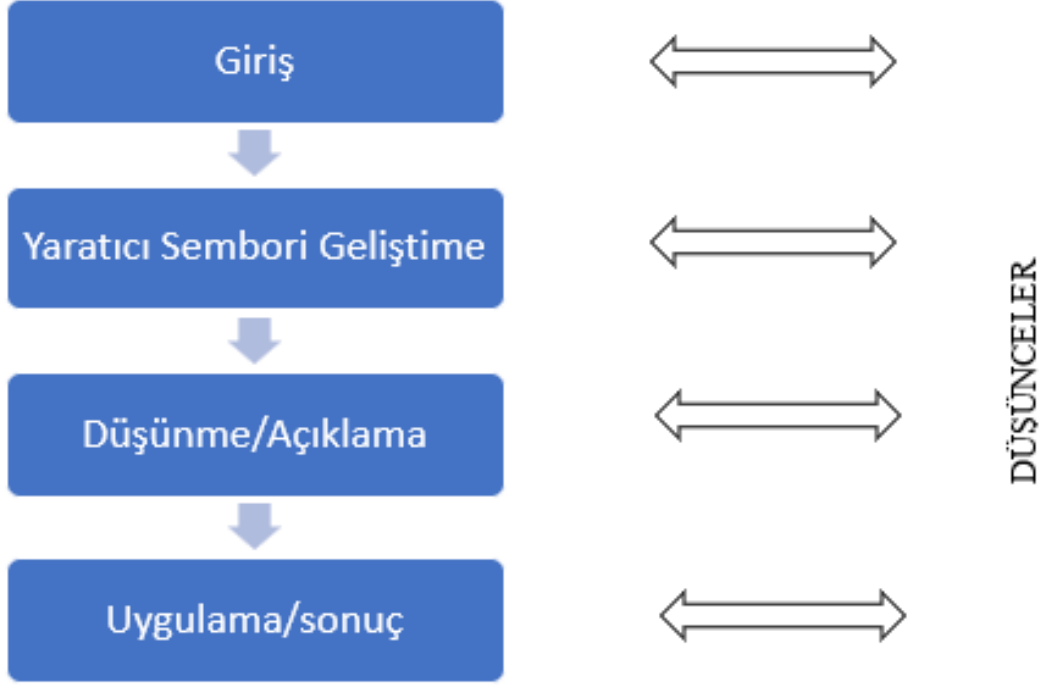 Giriş
Yaratıcı Sembori Geliştime
Düşünme/Açıklama
Uygulama/sonuç
DÜŞÜNCELER